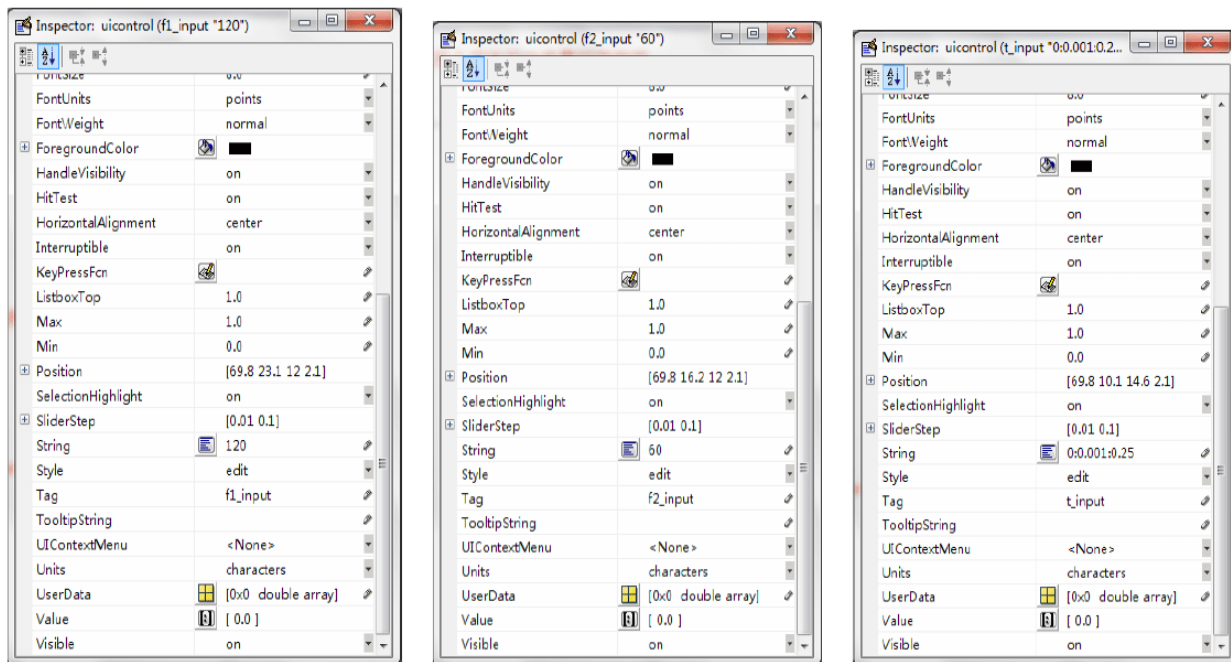 Inspector: uicontrol (f1_input "120")
FontSize 8.0
FontUnits points
FontWeight normal
ForegroundColor
HandleVisibility on
HitTest on
HorizontalAlignment center
Interruptible on
KeyPressFcn
ListboxTop 1.0
Max 1.0
Min 0.0
Position [69.8 23.1 12 2.1]
SelectionHighlight on
SliderStep [0.01 0.1]
String 120
Style edit
Tag f1_input
TooltipString
UIContextMenu <None>
Units characters
UserData [0x0 double array]
Value [ 0.0 ]
Visible on
Inspector: uicontrol (f2_input "60")
FontSize 8.0
FontUnits points
FontWeight normal
ForegroundColor
HandleVisibility on
HitTest on
HorizontalAlignment center
Interruptible on
KeyPressFcn
ListboxTop 1.0
Max 1.0
Min 0.0
Position [69.8 16.2 12 2.1]
SelectionHighlight on
SliderStep [0.01 0.1]
String 60
Style edit
Tag f2_input
TooltipString
UIContextMenu <None>
Units characters
UserData [0x0 double array]
Value [ 0.0 ]
Visible on
Inspector: uicontrol (t_input "0:0.001:0.2...
FontSize 8.0
FontUnits points
FontWeight normal
ForegroundColor
HandleVisibility on
HitTest on
HorizontalAlignment center
Interruptible on
KeyPressFcn
ListboxTop 1.0
Max 1.0
Min 0.0
Position [69.8 10.1 14.6 2.1]
SelectionHighlight on
SliderStep [0.01 0.1]
String 0:0.001:0.25
Style edit
Tag t_input
TooltipString
UIContextMenu <None>
Units characters
UserData [0x0 double array]
Value [ 0.0 ]
Visible on